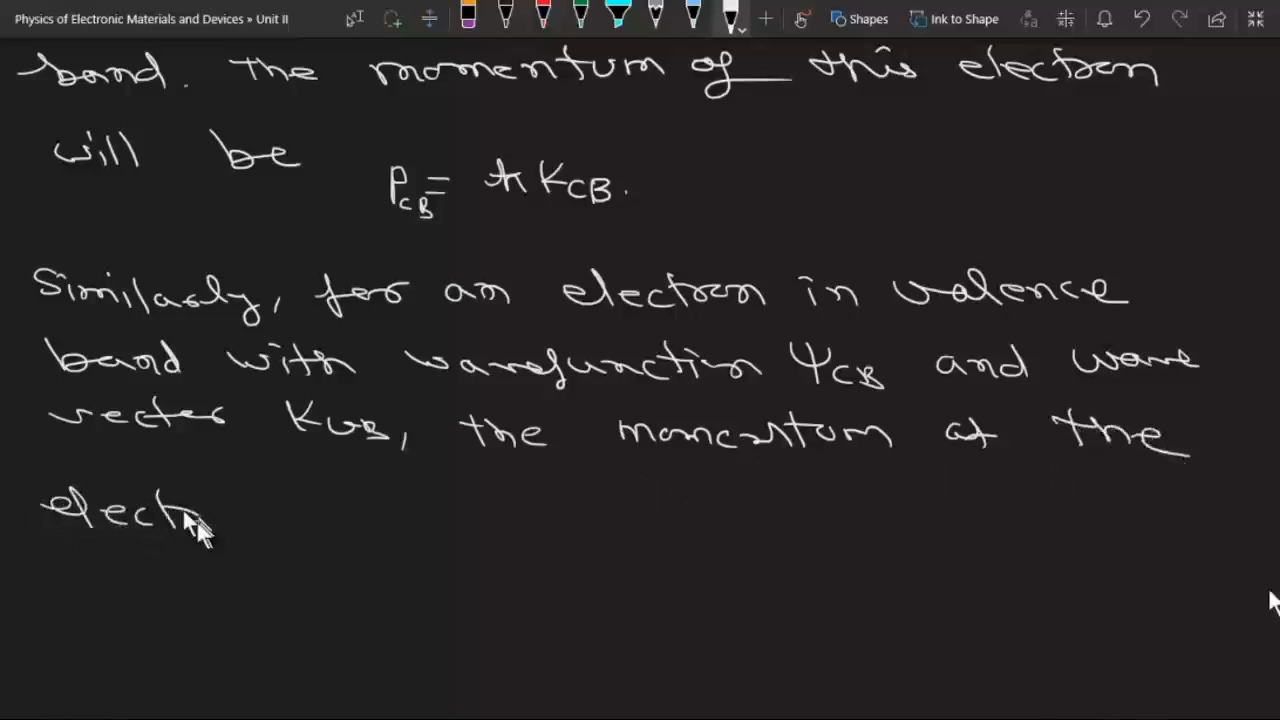 Physics of Electronic Materials and Devices » Unit II
Shapes
Ink to Shape
band. The momentum of this electron
will be
P_CB = ℏ K_CB.
Similarly, for an electron in valence
band with wavefunction Ψ_CB and wave
vector K_VB, the momentum of the
elect